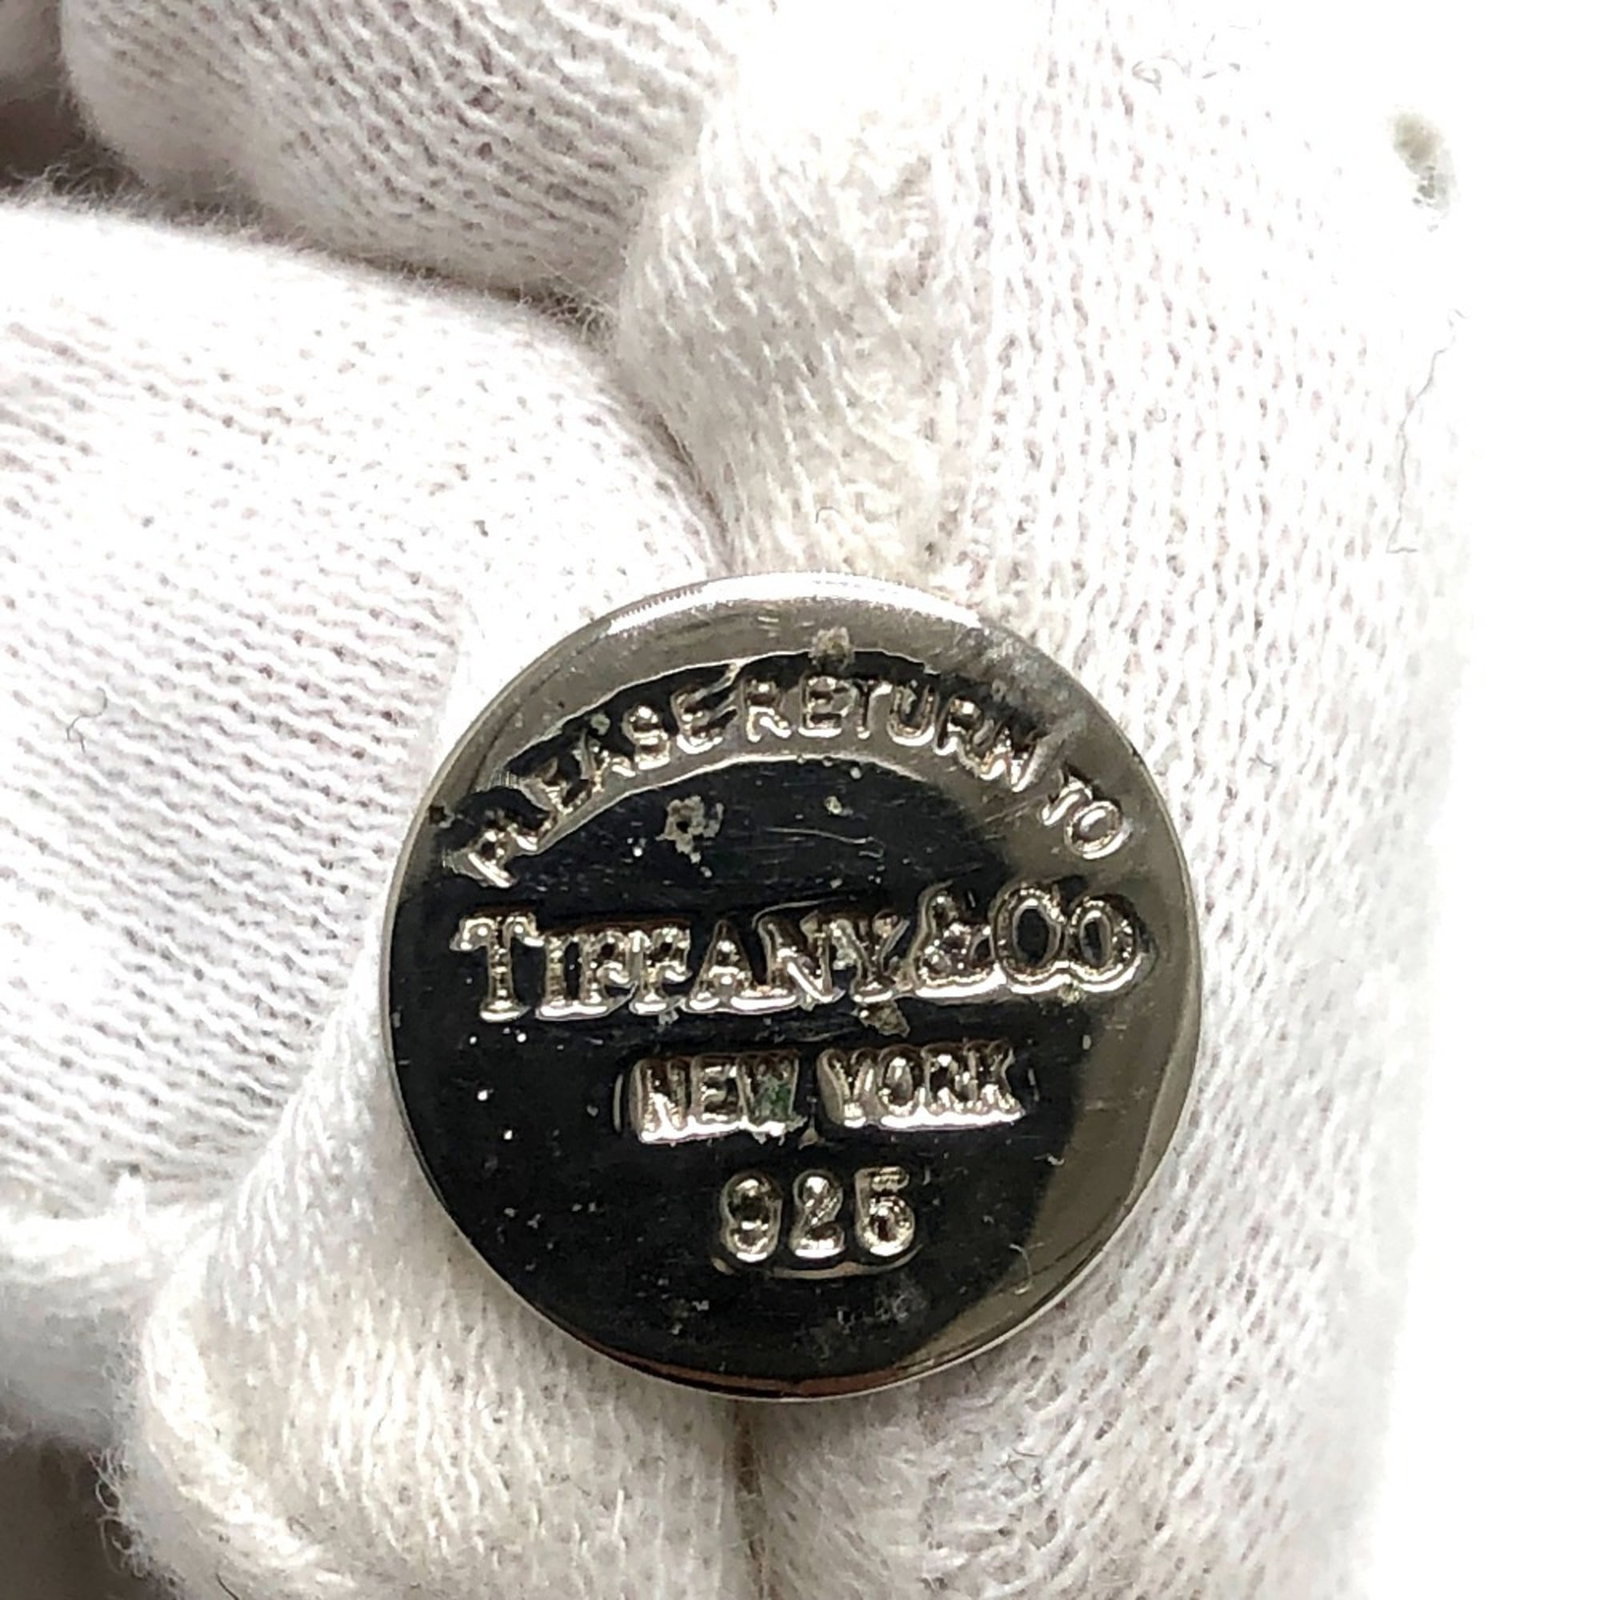 PLEASE RETURN TO
TIFFANY & CO
NEW YORK
925